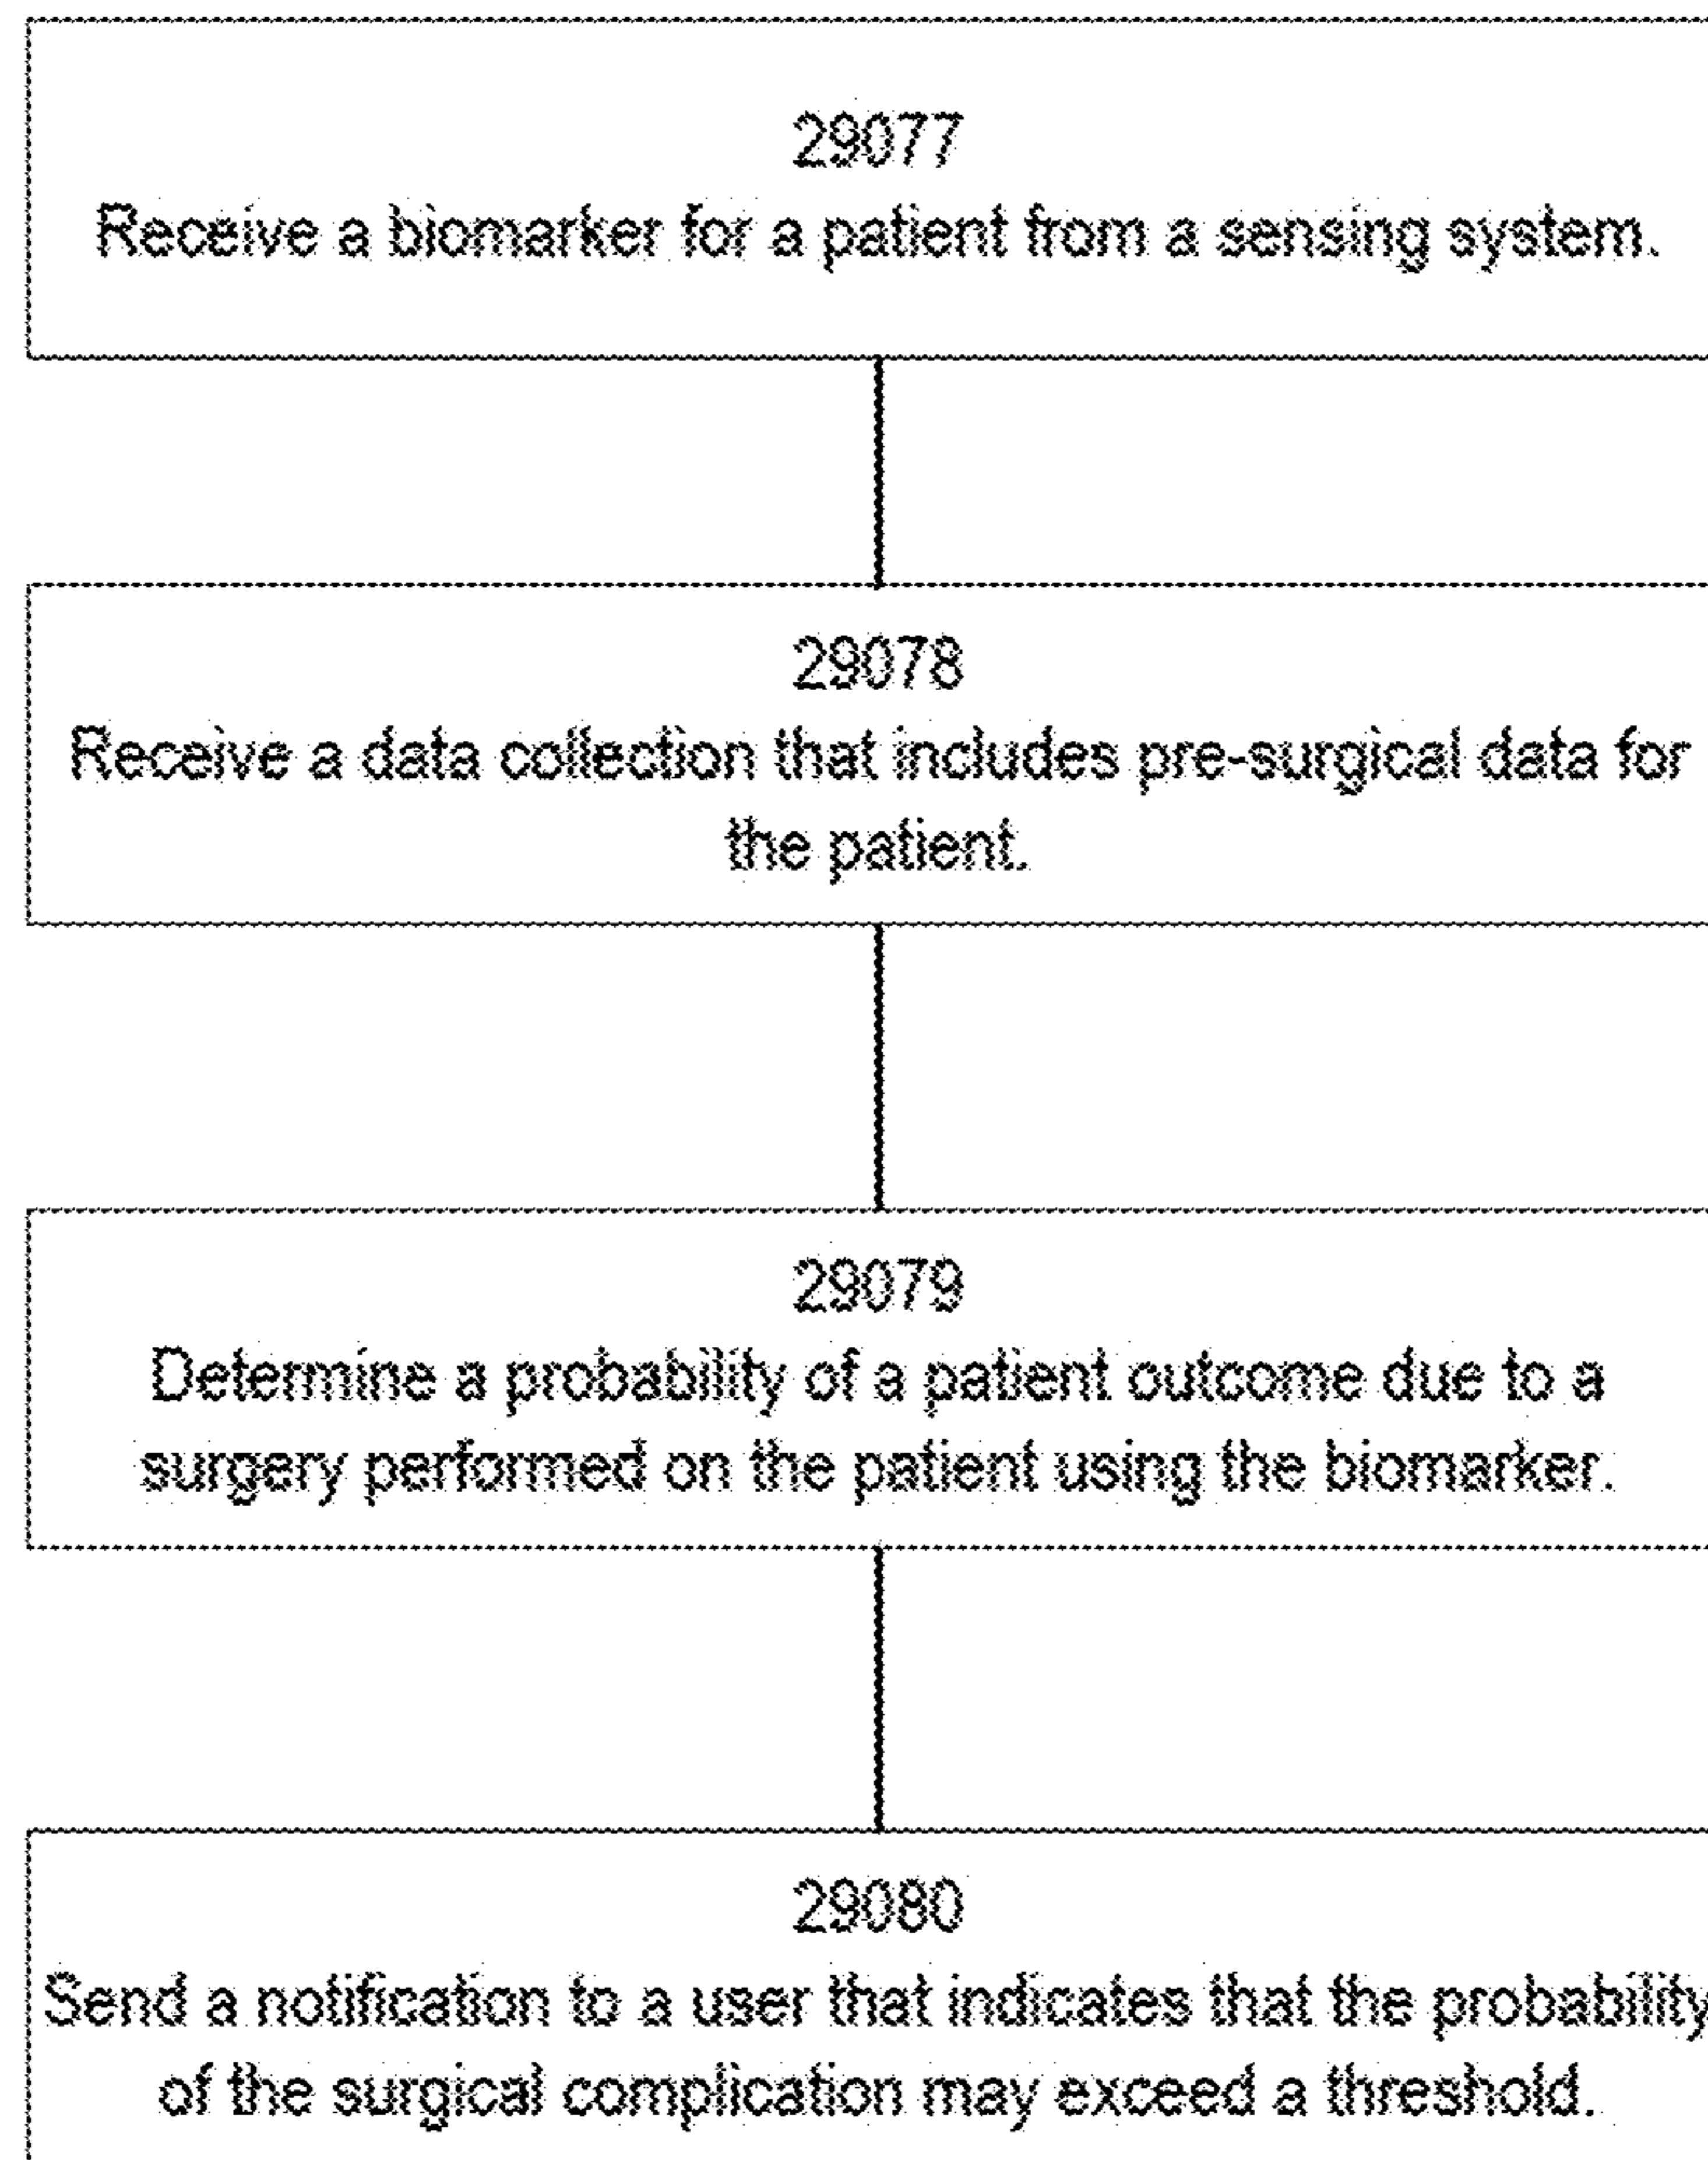 29077
Receive a biomarker for a patient from a sensing system.
29078
Receive a data collection that includes pre-surgical data for
the patient.
29079
Determine a probability of a patient outcome due to a
surgery performed on the patient using the biomarker.
29080
Send a notification to a user that indicates that the probability
of the surgical complication may exceed a threshold.